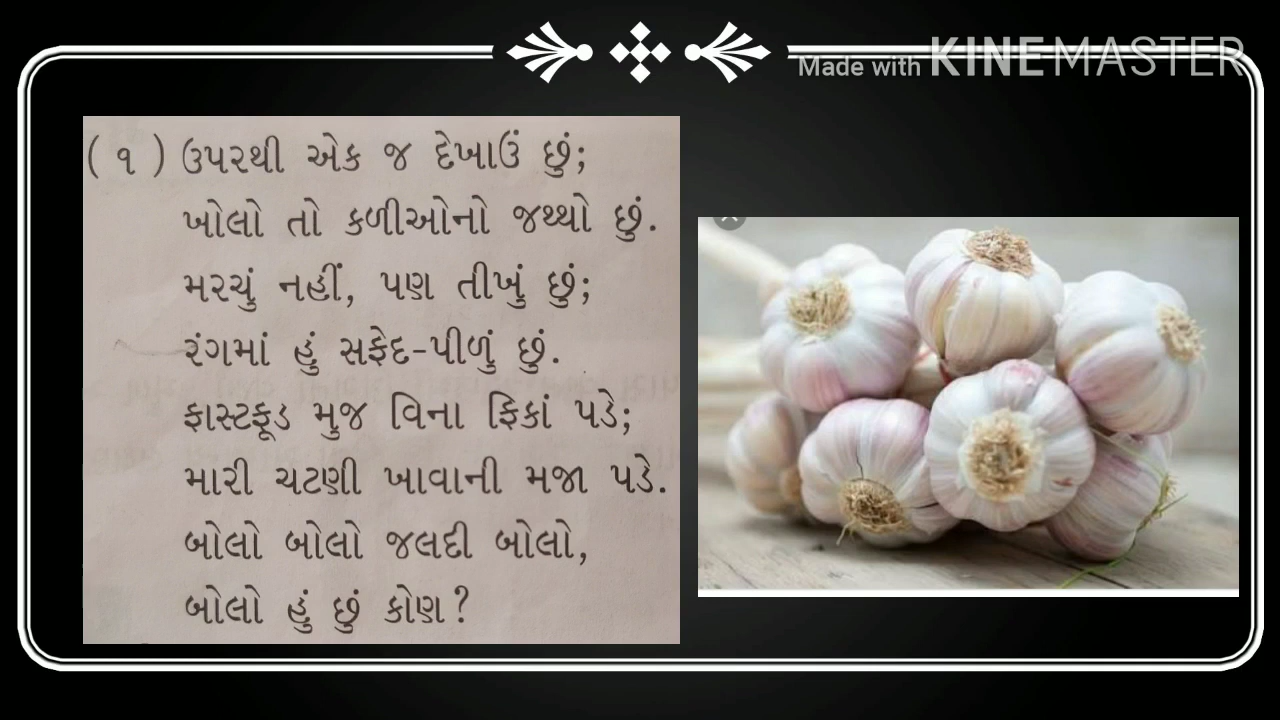 Made with KINEMASTER
( ૧ ) ઉપરથી એક જ દેખાઉં છું;
ખોલો તો કળીઓનો જથ્થો છું.
મરચું નહીં, પણ તીખું છું;
રંગમાં હું સફેદ-પીળું છું.
ફાસ્ટફૂડ મુજ વિના ફિકાં પડે;
મારી ચટણી ખાવાની મજા પડે.
બોલો બોલો જલદી બોલો,
બોલો હું છું કોણ?